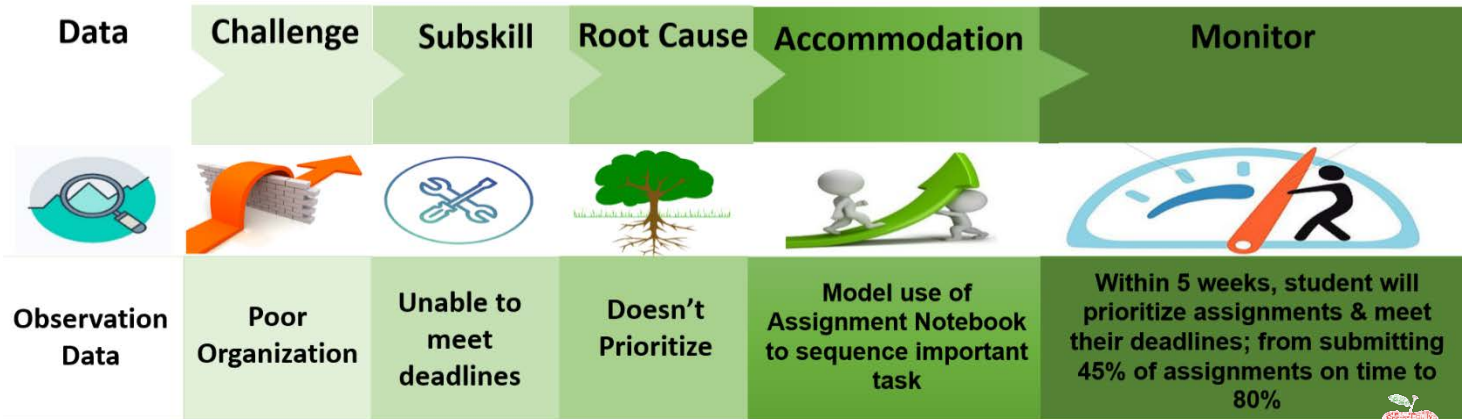 Data
Challenge
Subskill
Root Cause
Accommodation
Monitor
Observation
Data
Poor
Organization
Unable to
meet
deadlines
Doesn’t
Prioritize
Model use of
Assignment Notebook
to sequence important
task
Within 5 weeks, student will
prioritize assignments & meet
their deadlines; from submitting
45% of assignments on time to
80%